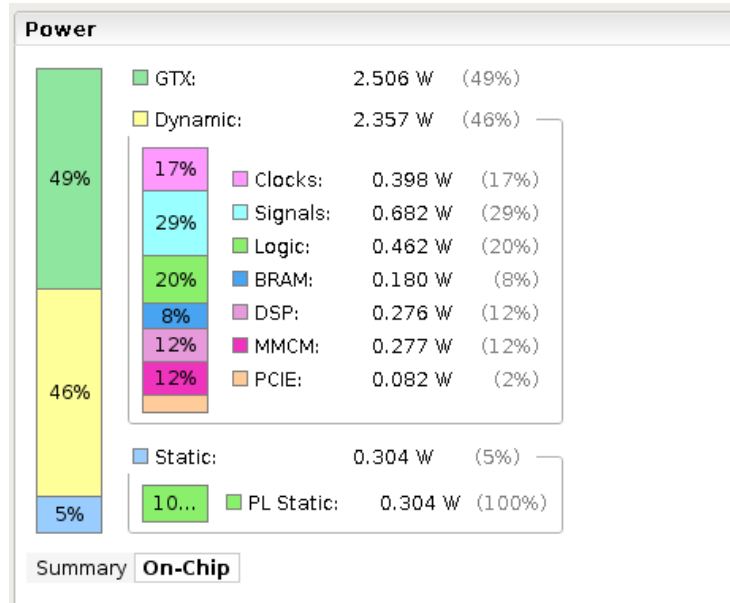 Power
GTX: 2.506 W (49%)
Dynamic: 2.357 W (46%)
49%
17% Clocks: 0.398 W (17%)
29% Signals: 0.682 W (29%)
20% Logic: 0.462 W (20%)
8% BRAM: 0.180 W (8%)
12% DSP: 0.276 W (12%)
12% MMCM: 0.277 W (12%)
PCIE: 0.082 W (2%)
46%
Static: 0.304 W (5%)
10... PL Static: 0.304 W (100%)
5%
Summary On-Chip